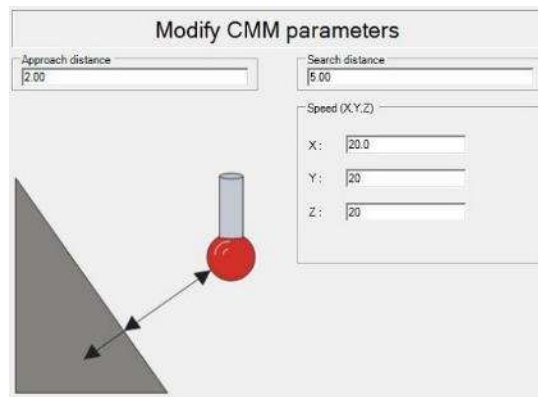 Modify CMM parameters
Approach distance
2.00
Search distance
5.00
Speed (X,Y,Z)
X : 20.0
Y : 20
Z : 20